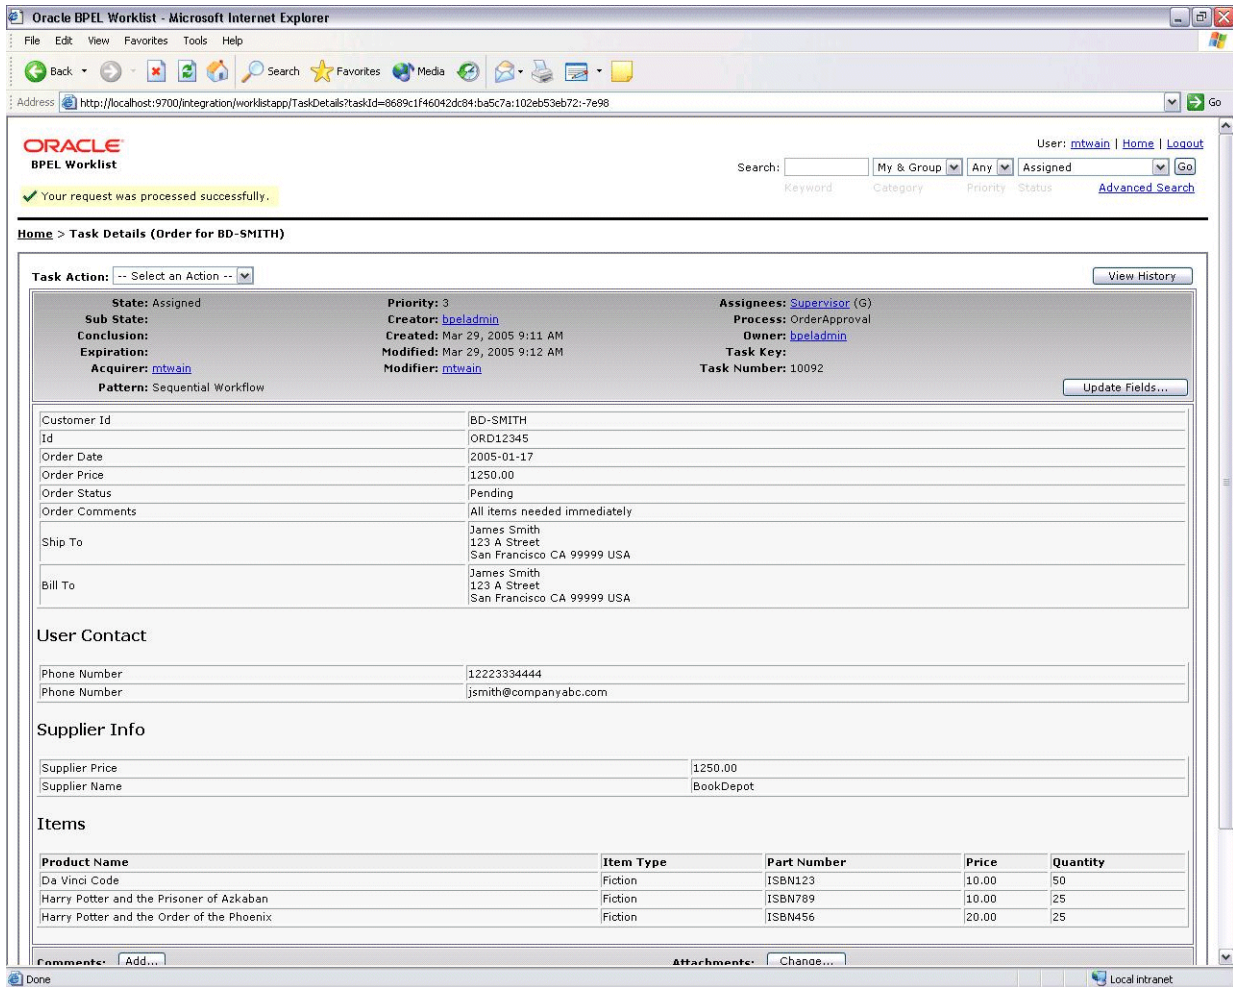 Oracle BPEL Worklist - Microsoft Internet Explorer
File Edit View Favorites Tools Help
Back Search Favorites Media
Address http://localhost:9700/integration/worklistapp/TaskDetails?taskId=8689c1f46042dc84:ba5c7a:102eb53eb72:-7e98 Go
ORACLE
BPEL Worklist
User: mtwain | Home | Logout
Search: My & Group Any Assigned Go
Keyword Category Priority Status Advanced Search
Your request was processed successfully.
Home > Task Details (Order for BD-SMITH)
Task Action: -- Select an Action -- View History
State: Assigned Priority: 3 Assignees: Supervisor (G)
Sub State: Creator: bpeladmin Process: OrderApproval
Conclusion: Created: Mar 29, 2005 9:11 AM Owner: bpeladmin
Expiration: Modified: Mar 29, 2005 9:12 AM Task Key:
Acquirer: mtwain Modifier: mtwain Task Number: 10092
Pattern: Sequential Workflow Update Fields...
Customer Id BD-SMITH
Id ORD12345
Order Date 2005-01-17
Order Price 1250.00
Order Status Pending
Order Comments All items needed immediately
Ship To James Smith
123 A Street
San Francisco CA 99999 USA
Bill To James Smith
123 A Street
San Francisco CA 99999 USA
User Contact
Phone Number 12223334444
Phone Number jsmith@companyabc.com
Supplier Info
Supplier Price 1250.00
Supplier Name BookDepot
Items
Product Name Item Type Part Number Price Quantity
Da Vinci Code Fiction ISBN123 10.00 50
Harry Potter and the Prisoner of Azkaban Fiction ISBN789 10.00 25
Harry Potter and the Order of the Phoenix Fiction ISBN456 20.00 25
Comments: Add... Attachments: Change...
Done Local intranet